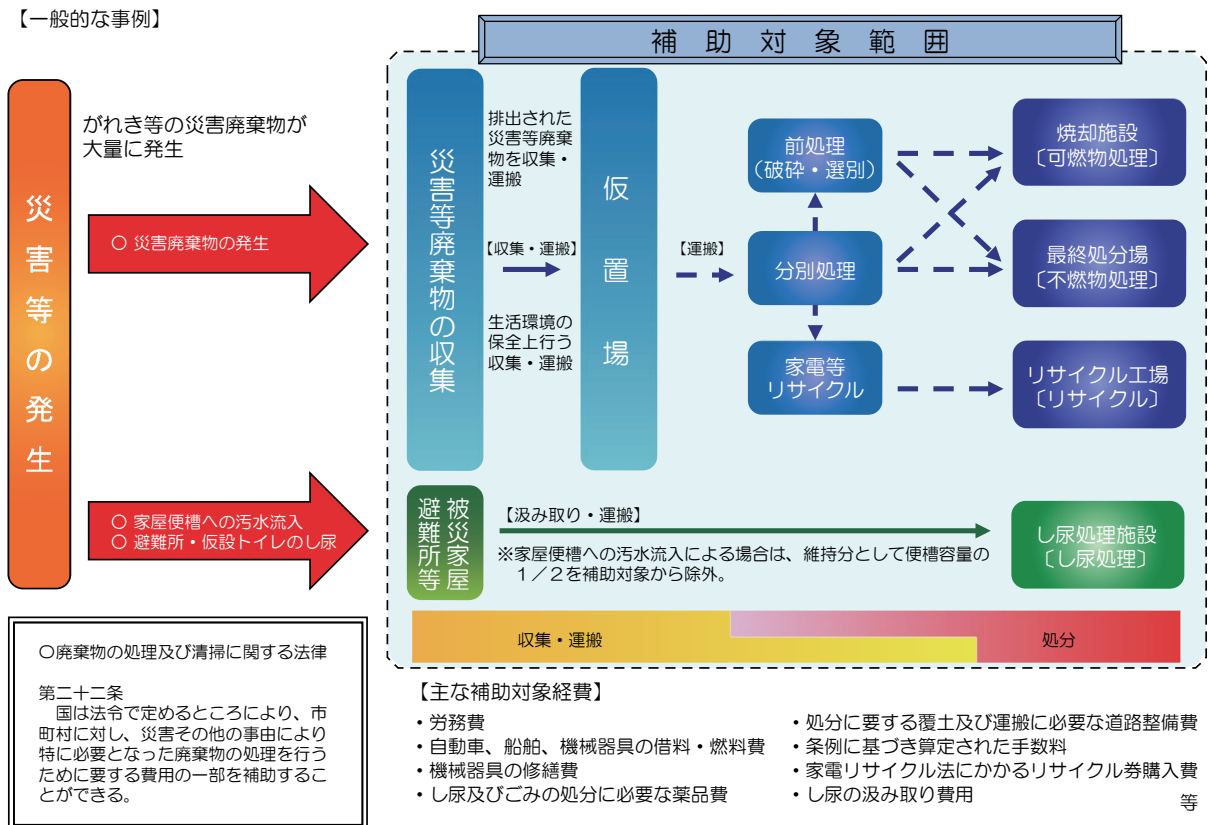 【一般的な事例】
補助対象範囲
災害等の発生
がれき等の災害廃棄物が
大量に発生
○ 災害廃棄物の発生
災害等廃棄物の収集
排出された
災害等廃棄
物を収集・
運搬
【収集・運搬】
生活環境の
保全上行う
収集・運搬
仮置場
【運搬】
前処理
（破砕・選別）
分別処理
家電等
リサイクル
焼却施設
〔可燃物処理〕
最終処分場
〔不燃物処理〕
リサイクル工場
〔リサイクル〕
○ 家屋便槽への汚水流入
○ 避難所・仮設トイレのし尿
被災家屋
避難所等
【汲み取り・運搬】
※家屋便槽への汚水流入による場合は、維持分として便槽容量の
１／２を補助対象から除外。
し尿処理施設
〔し尿処理〕
収集・運搬
処分
○廃棄物の処理及び清掃に関する法律
第二十二条
国は法令で定めるところにより、市
町村に対し、災害その他の事由により
特に必要となった廃棄物の処理を行う
ために要する費用の一部を補助するこ
とができる。
【主な補助対象経費】
・労務費
・自動車、船舶、機械器具の借料・燃料費
・機械器具の修繕費
・し尿及びごみの処分に必要な薬品費
・処分に要する覆土及び運搬に必要な道路整備費
・条例に基づき算定された手数料
・家電リサイクル法にかかるリサイクル券購入費
・し尿の汲み取り費用
等